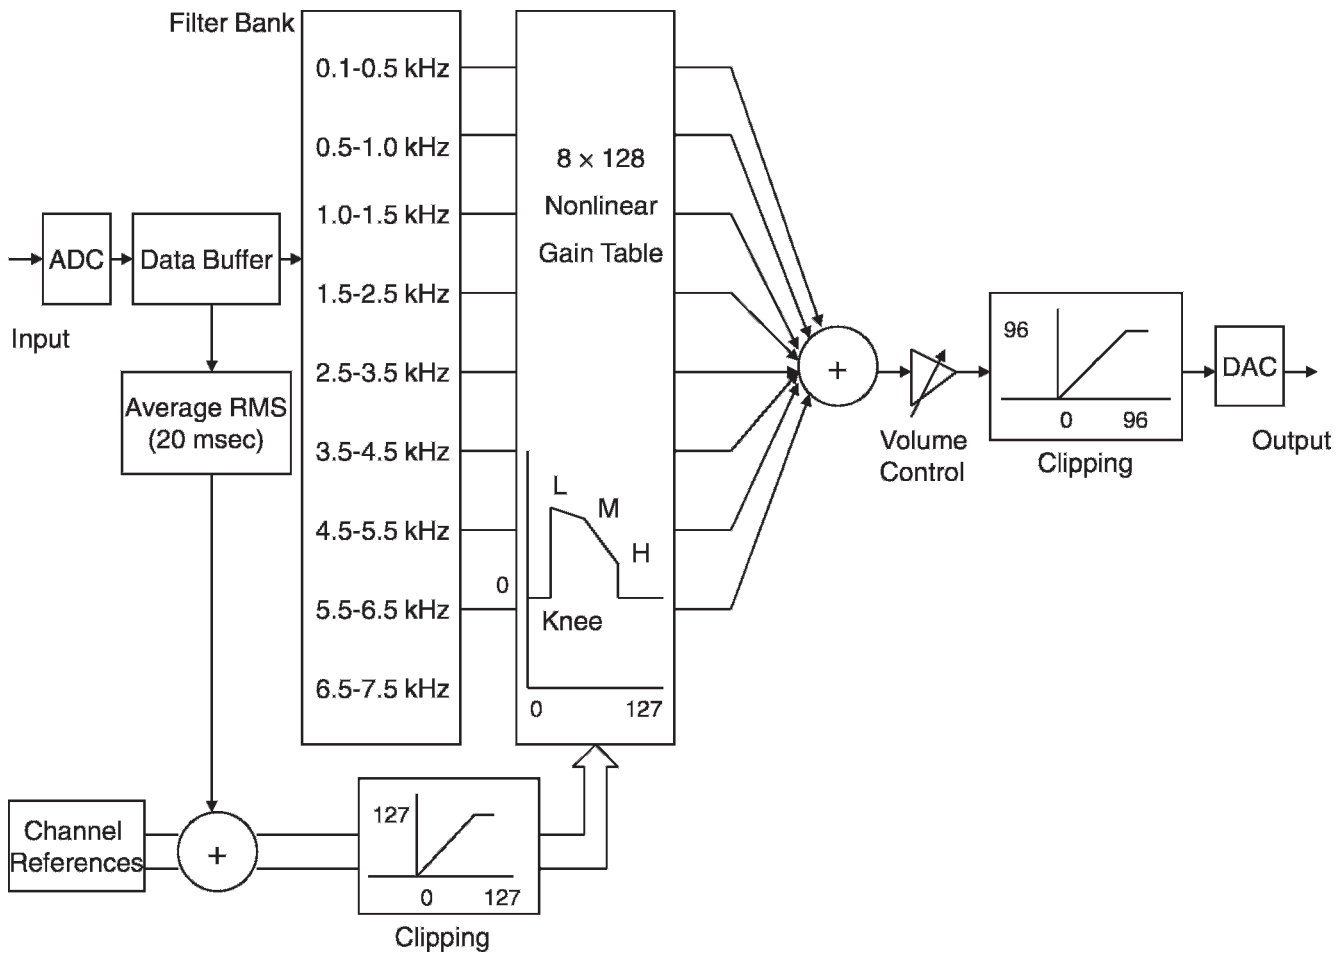 Filter Bank
0.1-0.5 kHz
0.5-1.0 kHz
1.0-1.5 kHz
1.5-2.5 kHz
2.5-3.5 kHz
3.5-4.5 kHz
4.5-5.5 kHz
5.5-6.5 kHz
6.5-7.5 kHz
8 × 128
Nonlinear
Gain Table
L
M
H
0
Knee
0
127
ADC
Data Buffer
Input
Average RMS
(20 msec)
+
Volume
Control
96
0
96
Clipping
DAC
Output
Channel
References
+
127
0
127
Clipping